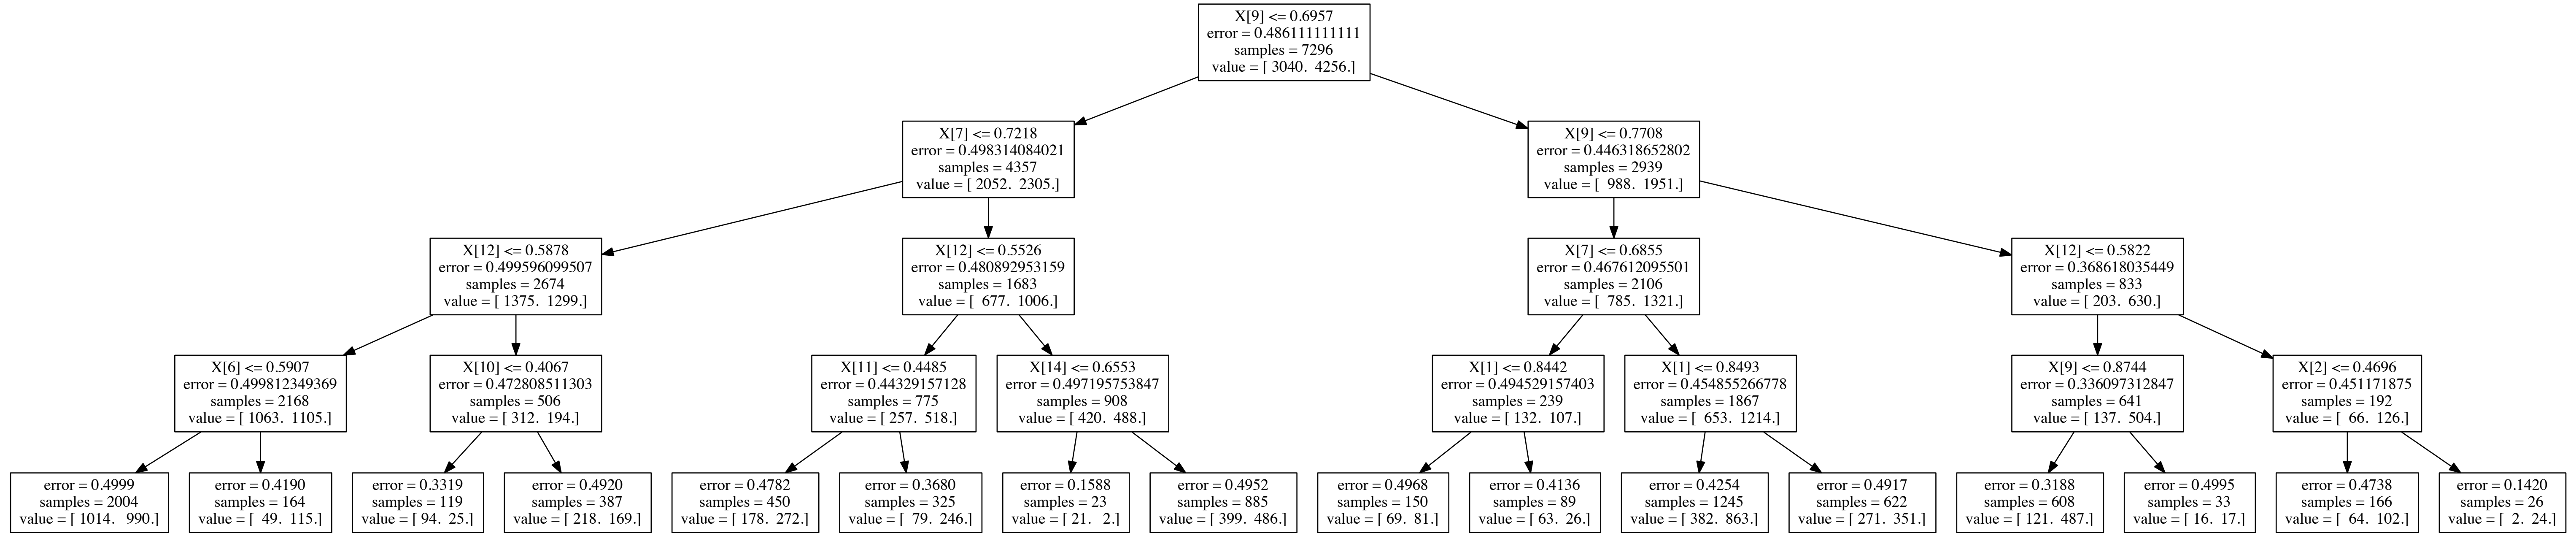 X[9] <= 0.6957
error = 0.486111111111
samples = 7296
value = [ 3040. 4256.]
X[7] <= 0.7218
error = 0.498314084021
samples = 4357
value = [ 2052. 2305.]
X[9] <= 0.7708
error = 0.446318652802
samples = 2939
value = [ 988. 1951.]
X[12] <= 0.5878
error = 0.499596099507
samples = 2674
value = [ 1375. 1299.]
X[12] <= 0.5526
error = 0.480892953159
samples = 1683
value = [ 677. 1006.]
X[7] <= 0.6855
error = 0.467612095501
samples = 2106
value = [ 785. 1321.]
X[12] <= 0.5822
error = 0.368618035449
samples = 833
value = [ 203. 630.]
X[6] <= 0.5907
error = 0.499812349369
samples = 2168
value = [ 1063. 1105.]
X[10] <= 0.4067
error = 0.472808511303
samples = 506
value = [ 312. 194.]
X[11] <= 0.4485
error = 0.44329157128
samples = 775
value = [ 257. 518.]
X[14] <= 0.6553
error = 0.497195753847
samples = 908
value = [ 420. 488.]
X[1] <= 0.8442
error = 0.494529157403
samples = 239
value = [ 132. 107.]
X[1] <= 0.8493
error = 0.454855266778
samples = 1867
value = [ 653. 1214.]
X[9] <= 0.8744
error = 0.336097312847
samples = 641
value = [ 137. 504.]
X[2] <= 0.4696
error = 0.451171875
samples = 192
value = [ 66. 126.]
error = 0.4999
samples = 2004
value = [ 1014. 990.]
error = 0.4190
samples = 164
value = [ 49. 115.]
error = 0.3319
samples = 119
value = [ 94. 25.]
error = 0.4920
samples = 387
value = [ 218. 169.]
error = 0.4782
samples = 450
value = [ 178. 272.]
error = 0.3680
samples = 325
value = [ 79. 246.]
error = 0.1588
samples = 23
value = [ 21. 2.]
error = 0.4952
samples = 885
value = [ 399. 486.]
error = 0.4968
samples = 150
value = [ 69. 81.]
error = 0.4136
samples = 89
value = [ 63. 26.]
error = 0.4254
samples = 1245
value = [ 382. 863.]
error = 0.4917
samples = 622
value = [ 271. 351.]
error = 0.3188
samples = 608
value = [ 121. 487.]
error = 0.4995
samples = 33
value = [ 16. 17.]
error = 0.4738
samples = 166
value = [ 64. 102.]
error = 0.1420
samples = 26
value = [ 2. 24.]